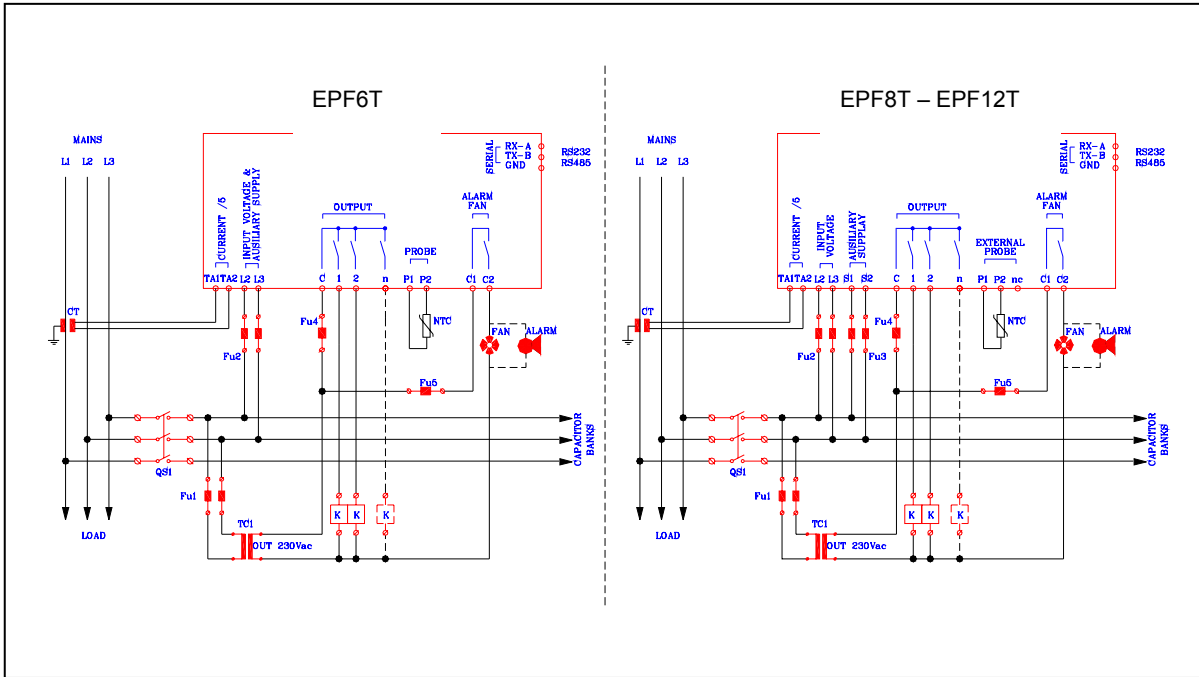 EPF6T
MAINS
L1 L2 L3
SERIAL
RX-A
TX-B
GND
RS232
RS485
CURRENT /5
INPUT VOLTAGE &
AUSILIARY SUPPLY
OUTPUT
ALARM
FAN
PROBE
TA1 TA2 L2 L3 C 1 2 n P1 P2 C1 C2
CT
Fu2
Fu4
NTC
FAN
ALARM
Fu5
QS1
CAPACITOR
BANKS
Fu1
K K K
TC1
OUT 230Vac
LOAD
EPF8T – EPF12T
MAINS
L1 L2 L3
SERIAL
RX-A
TX-B
GND
RS232
RS485
CURRENT /5
INPUT
VOLTAGE
AUSILIARY
SUPPLAY
OUTPUT
ALARM
FAN
EXTERNAL
PROBE
TA1 TA2 L2 L3 S1 S2 C 1 2 n P1 P2 nc C1 C2
CT
Fu2
Fu3
Fu4
NTC
FAN
ALARM
Fu5
QS1
CAPACITOR
BANKS
Fu1
K K K
TC1
OUT 230Vac
LOAD